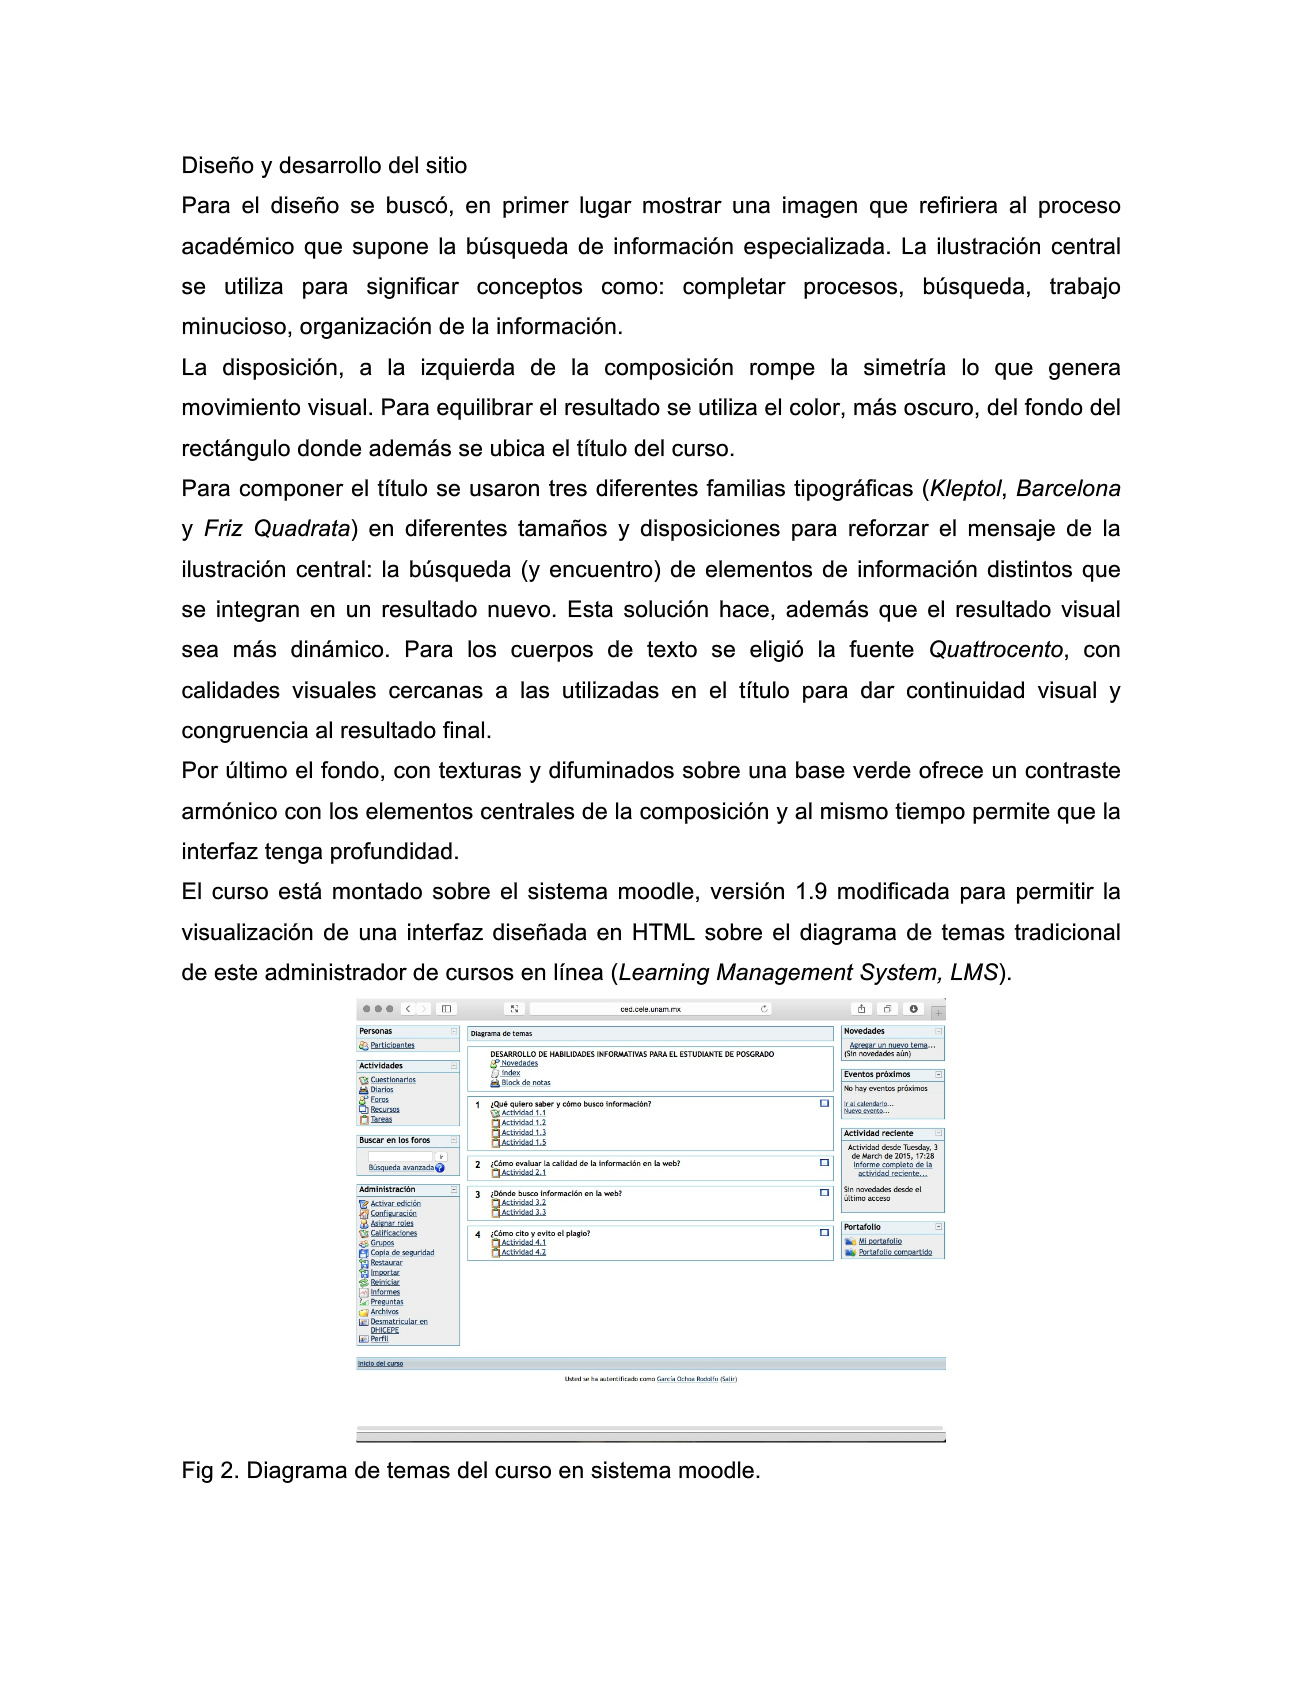 Diseño y desarrollo del sitio
Para el diseño se buscó, en primer lugar mostrar una imagen que refiriera al proceso
académico que supone la búsqueda de información especializada. La ilustración central
se utiliza para significar conceptos como: completar procesos, búsqueda, trabajo
minucioso, organización de la información.
La disposición, a la izquierda de la composición rompe la simetría lo que genera
movimiento visual. Para equilibrar el resultado se utiliza el color, más oscuro, del fondo del
rectángulo donde además se ubica el título del curso.
Para componer el título se usaron tres diferentes familias tipográficas (Kleptol, Barcelona
y Friz Quadrata) en diferentes tamaños y disposiciones para reforzar el mensaje de la
ilustración central: la búsqueda (y encuentro) de elementos de información distintos que
se integran en un resultado nuevo. Esta solución hace, además que el resultado visual
sea más dinámico. Para los cuerpos de texto se eligió la fuente Quattrocento, con
calidades visuales cercanas a las utilizadas en el título para dar continuidad visual y
congruencia al resultado final.
Por último el fondo, con texturas y difuminados sobre una base verde ofrece un contraste
armónico con los elementos centrales de la composición y al mismo tiempo permite que la
interfaz tenga profundidad.
El curso está montado sobre el sistema moodle, versión 1.9 modificada para permitir la
visualización de una interfaz diseñada en HTML sobre el diagrama de temas tradicional
de este administrador de cursos en línea (Learning Management System, LMS).
ced.cele.unam.mx
Personas
Participantes
Actividades
Cuestionarios
Diarios
Foros
Recursos
Tareas
Buscar en los foros
Ir
Búsqueda avanzada
Administración
Activar edición
Configuración
Asignar roles
Calificaciones
Grupos
Copia de seguridad
Restaurar
Importar
Reiniciar
Informes
Preguntas
Archivos
Desmatricular en
DHICEPE
Perfil
Diagrama de temas
DESARROLLO DE HABILIDADES INFORMATIVAS PARA EL ESTUDIANTE DE POSGRADO
Novedades
index
Block de notas
1 ¿Qué quiero saber y cómo busco información?
Actividad 1.1
Actividad 1.2
Actividad 1.3
Actividad 1.5
2 ¿Cómo evaluar la calidad de la información en la web?
Actividad 2.1
3 ¿Dónde busco información en la web?
Actividad 3.2
Actividad 3.3
4 ¿Cómo cito y evito el plagio?
Actividad 4.1
Actividad 4.2
Novedades
Agregar un nuevo tema...
(Sin novedades aún)
Eventos próximos
No hay eventos próximos
Ir al calendario...
Nuevo evento...
Actividad reciente
Actividad desde Tuesday, 3
de March de 2015, 17:28
Informe completo de la
actividad reciente...
Sin novedades desde el
último acceso
Portafolio
Mi portafolio
Portafolio compartido
Inicio del curso
Usted se ha autentificado como García Ochoa Rodolfo (Salir)
Fig 2. Diagrama de temas del curso en sistema moodle.